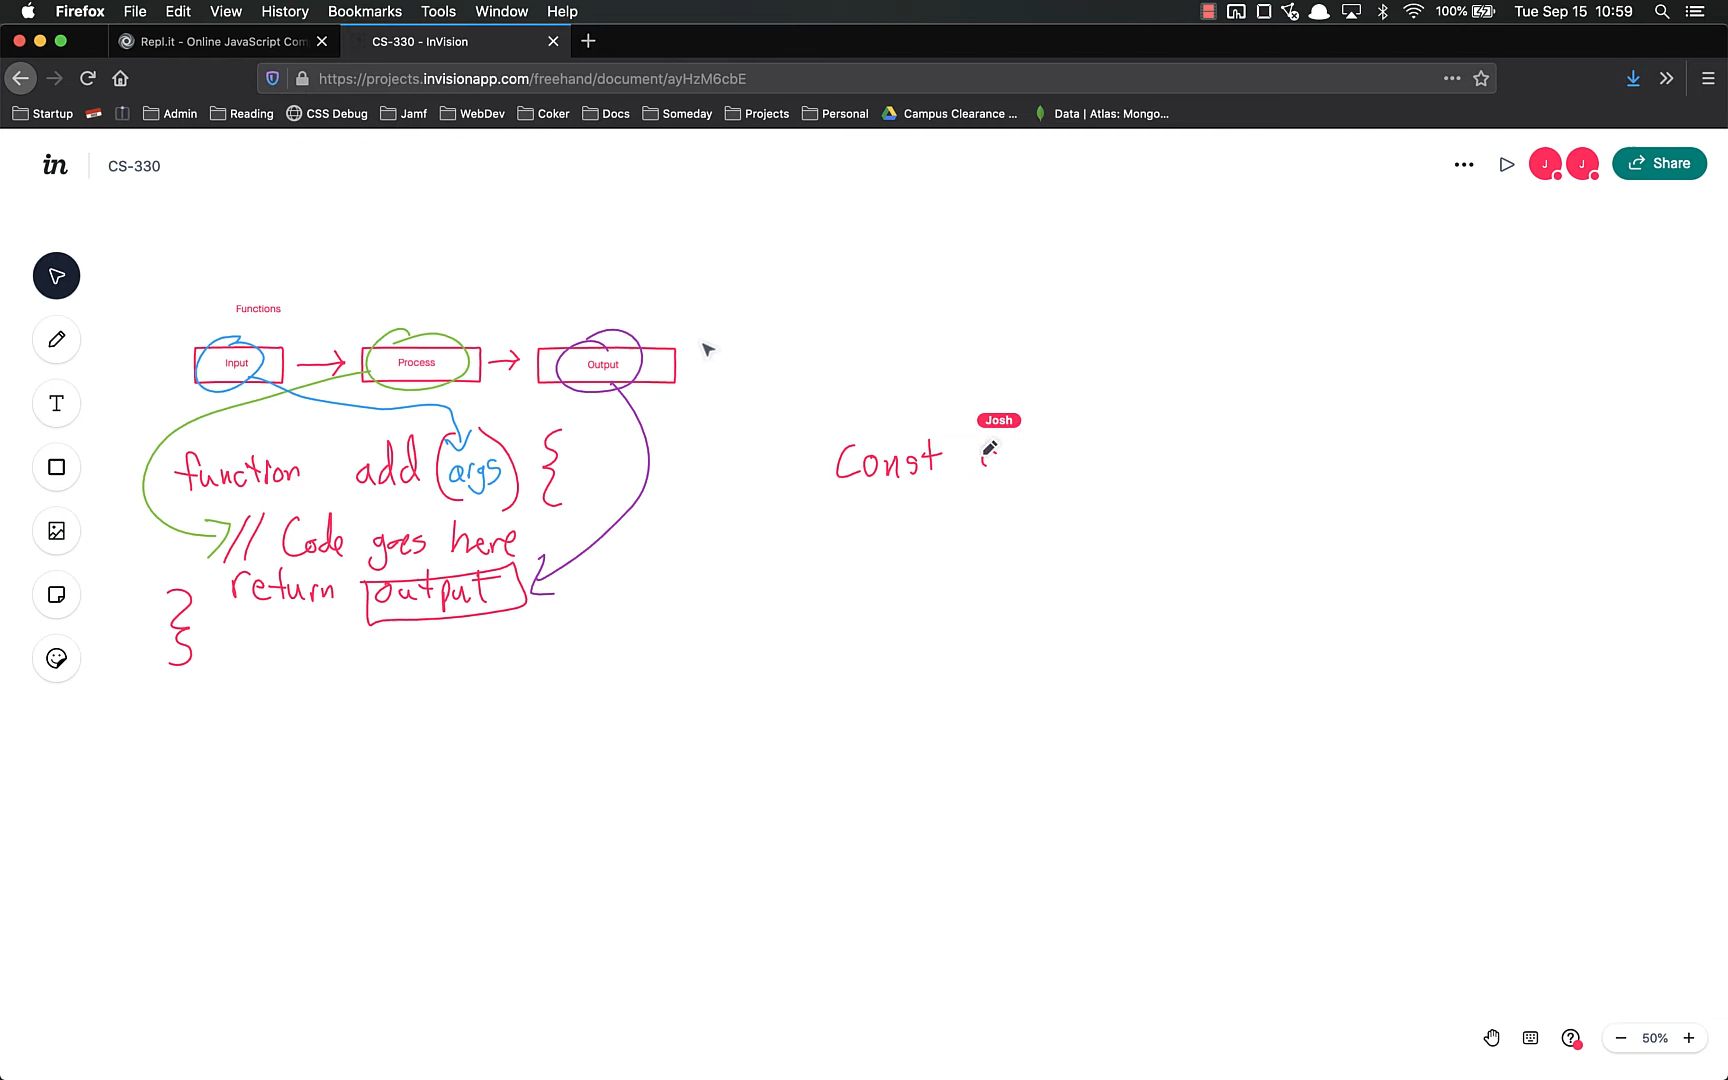 Firefox File Edit View History Bookmarks Tools Window Help 100% Tue Sep 15 10:59
Repl.it - Online JavaScript Com CS-330 - InVision
https://projects.invisionapp.com/freehand/document/ayHzM6cbE
Startup Admin Reading CSS Debug Jamf WebDev Coker Docs Someday Projects Personal Campus Clearance ... Data | Atlas: Mongo...
in CS-330 J J Share
Functions
Input Process Output
Josh
function add (args) {
Const
// Code goes here
return output
}
T
50%